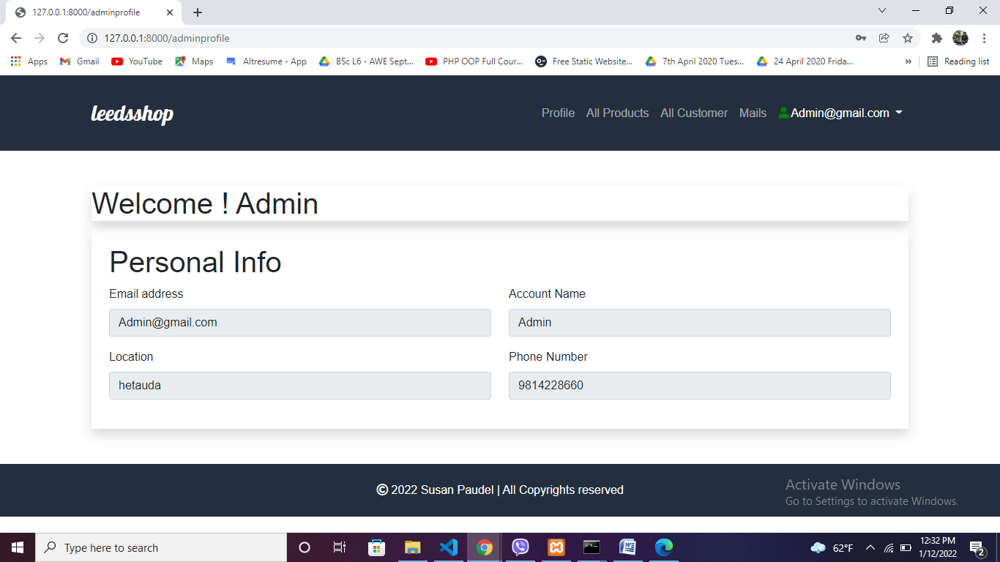 127.0.0.1:8000/adminprofile
127.0.0.1:8000/adminprofile
Apps Gmail YouTube Maps Altresume - App BSc L6 - AWE Sept... PHP OOP Full Cour... Free Static Website... 7th April 2020 Tues... 24 April 2020 Frida... » Reading list
leedsshop Profile All Products All Customer Mails Admin@gmail.com
Welcome ! Admin
Personal Info
Email address Account Name
Admin@gmail.com Admin
Location Phone Number
hetauda 9814228660
© 2022 Susan Paudel | All Copyrights reserved
Activate Windows
Go to Settings to activate Windows.
Type here to search
62°F
12:32 PM
1/12/2022
2